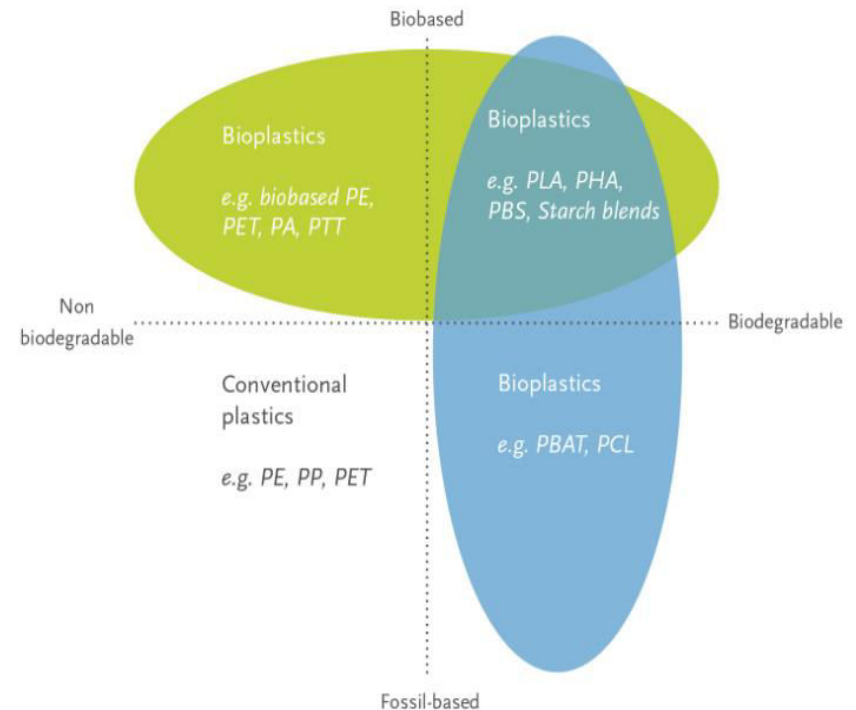 Biobased
Bioplastics
e.g. biobased PE,
PET, PA, PTT
Bioplastics
e.g. PLA, PHA,
PBS, Starch blends
Non
biodegradable
Biodegradable
Conventional
plastics
e.g. PE, PP, PET
Bioplastics
e.g. PBAT, PCL
Fossil-based